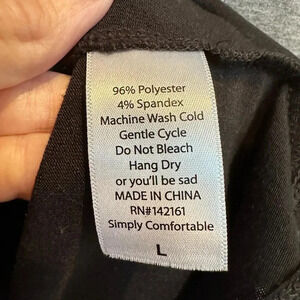 96% Polyester
4% Spandex
Machine Wash Cold
Gentle Cycle
Do Not Bleach
Hang Dry
or you'll be sad
MADE IN CHINA
RN#142161
Simply Comfortable
L